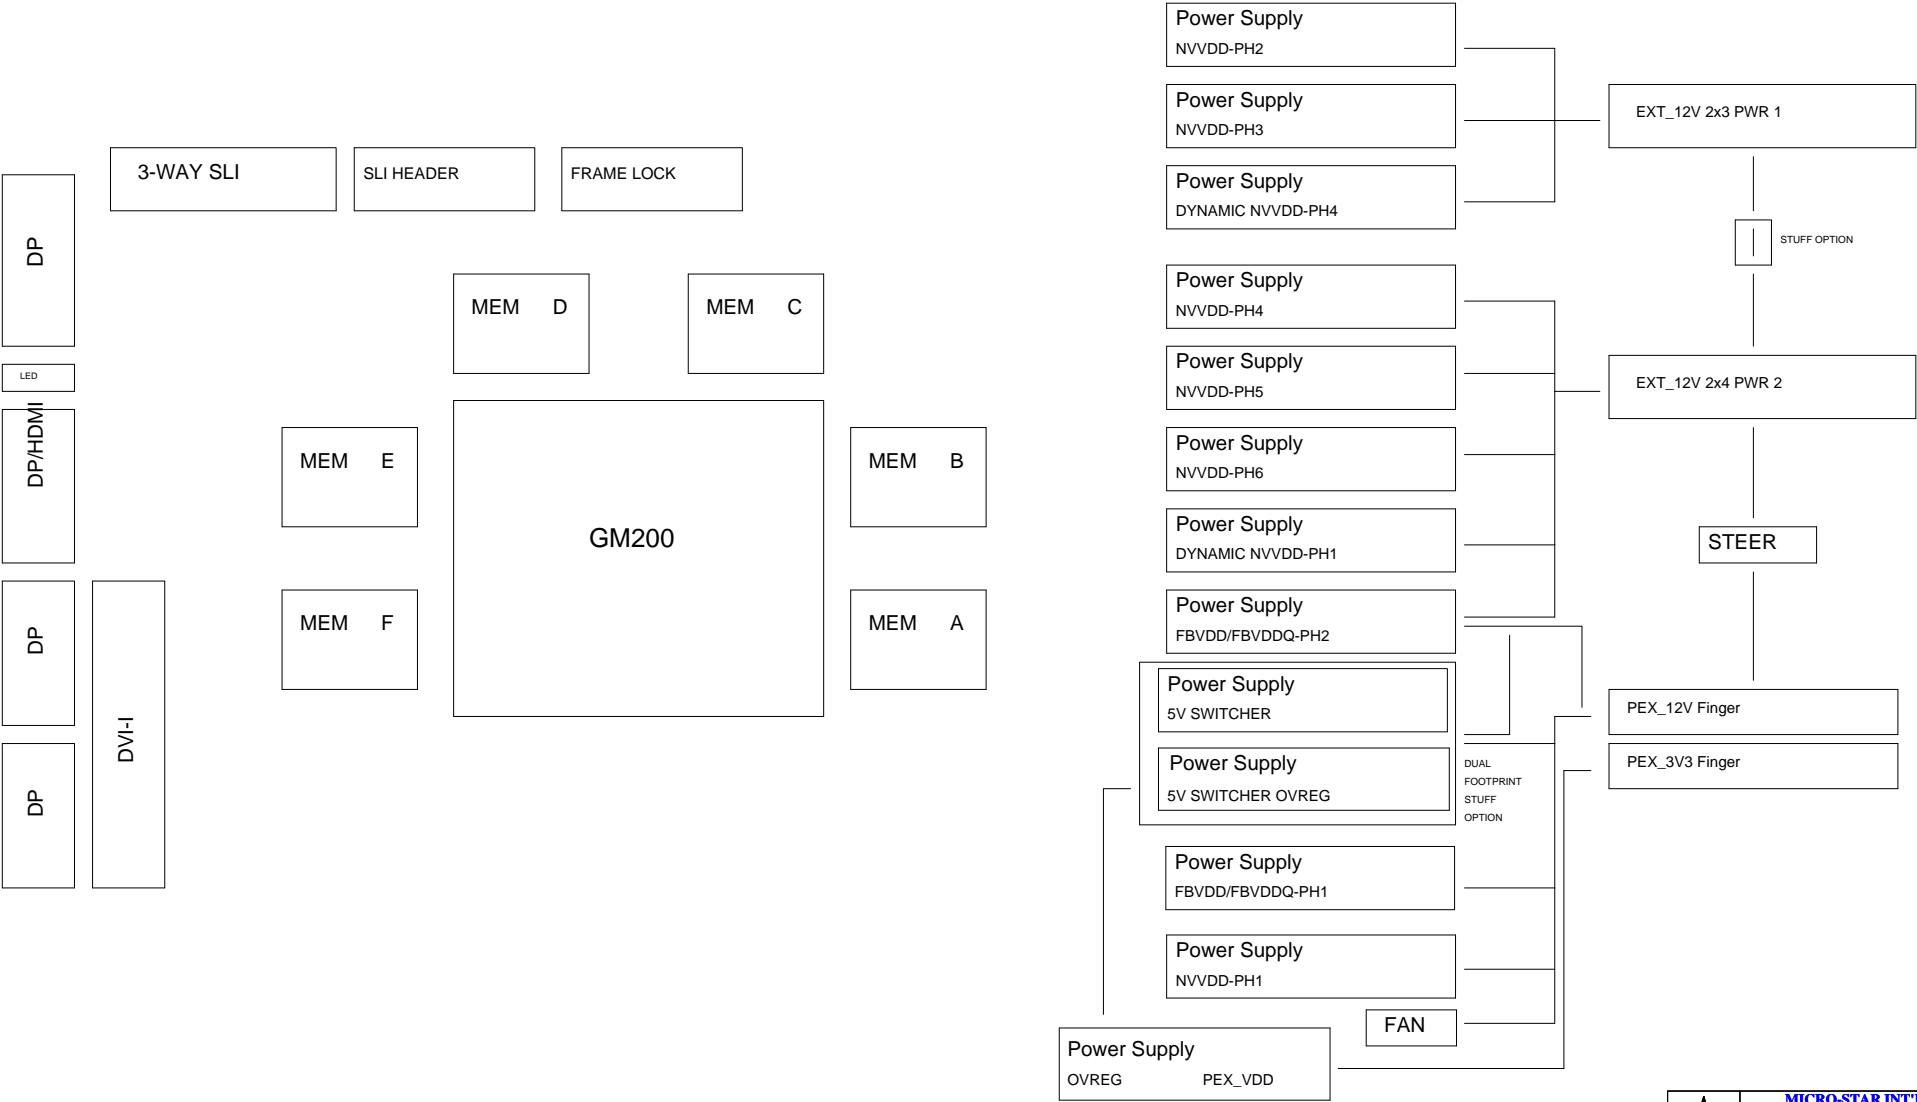 3-WAY SLI
SLI HEADER
FRAME LOCK
DP
LED
DP/HDMI
DP
DP
DVI-I
MEM D
MEM C
MEM E
MEM B
GM200
MEM F
MEM A
Power Supply
NVVDD-PH2
Power Supply
NVVDD-PH3
Power Supply
DYNAMIC NVVDD-PH4
Power Supply
NVVDD-PH4
Power Supply
NVVDD-PH5
Power Supply
NVVDD-PH6
Power Supply
DYNAMIC NVVDD-PH1
Power Supply
FBVDD/FBVDDQ-PH2
Power Supply
5V SWITCHER
Power Supply
5V SWITCHER OVREG
DUAL
FOOTPRINT
STUFF
OPTION
Power Supply
FBVDD/FBVDDQ-PH1
Power Supply
NVVDD-PH1
FAN
Power Supply
OVREG PEX_VDD
EXT_12V 2x3 PWR 1
STUFF OPTION
EXT_12V 2x4 PWR 2
STEER
PEX_12V Finger
PEX_3V3 Finger
MICRO-STAR INT'